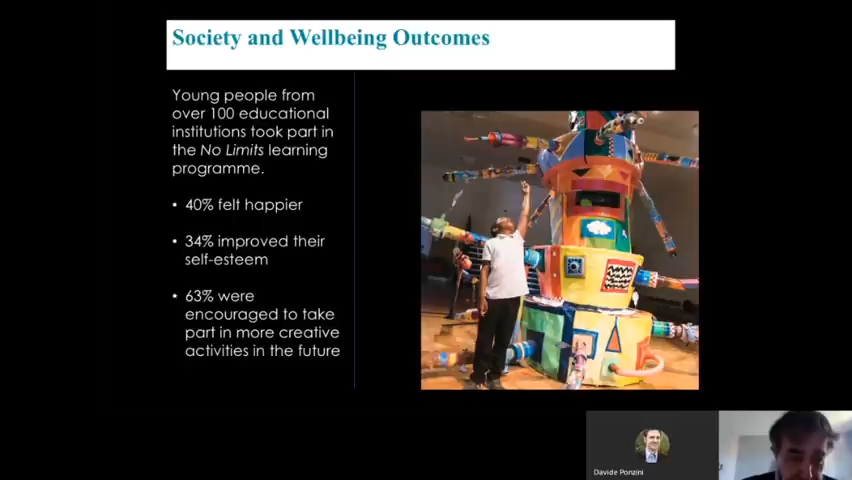 Society and Wellbeing Outcomes
Young people from
over 100 educational
institutions took part in
the No Limits learning
programme.
• 40% felt happier
• 34% improved their
self-esteem
• 63% were
encouraged to take
part in more creative
activities in the future
Davide Ponzini